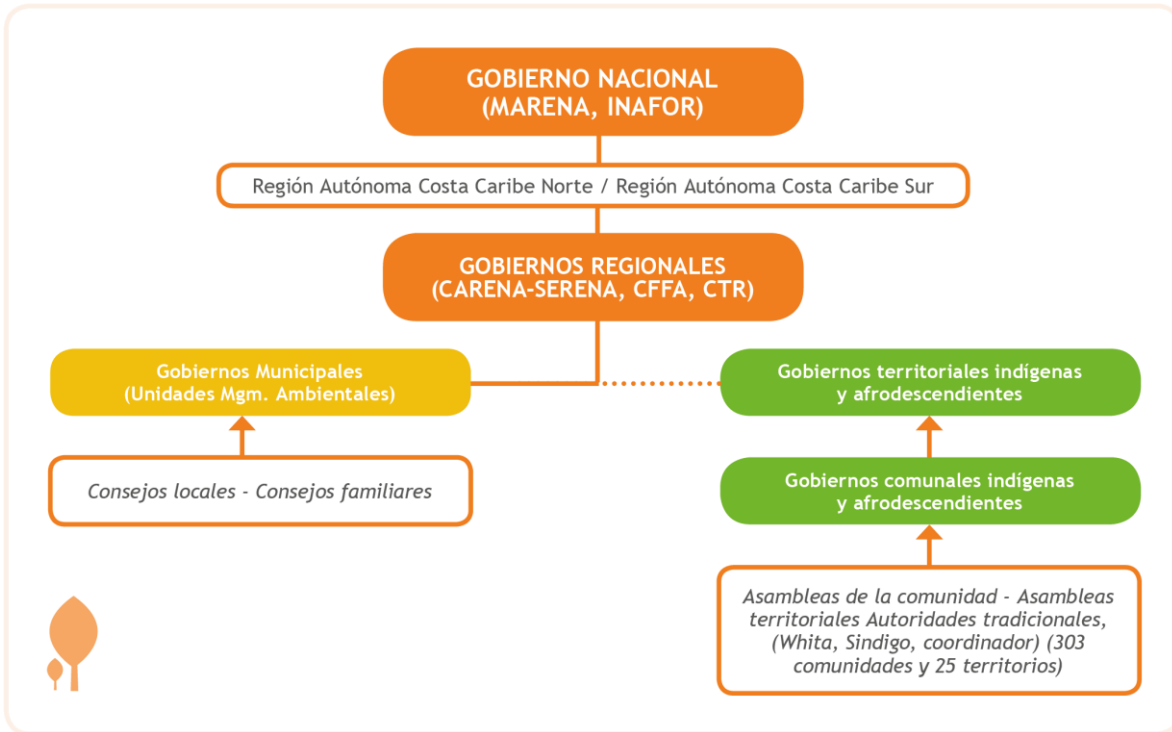 GOBIERNO NACIONAL
(MARENA, INAFOR)
Región Autónoma Costa Caribe Norte / Región Autónoma Costa Caribe Sur
GOBIERNOS REGIONALES
(CARENA-SERENA, CFFA, CTR)
Gobiernos Municipales
(Unidades Mgm. Ambientales)
Consejos locales - Consejos familiares
Gobiernos territoriales indígenas
y afrodescendientes
Gobiernos comunales indígenas
y afrodescendientes
Asambleas de la comunidad - Asambleas
territoriales Autoridades tradicionales,
(Whita, Sindigo, coordinador) (303
comunidades y 25 territorios)